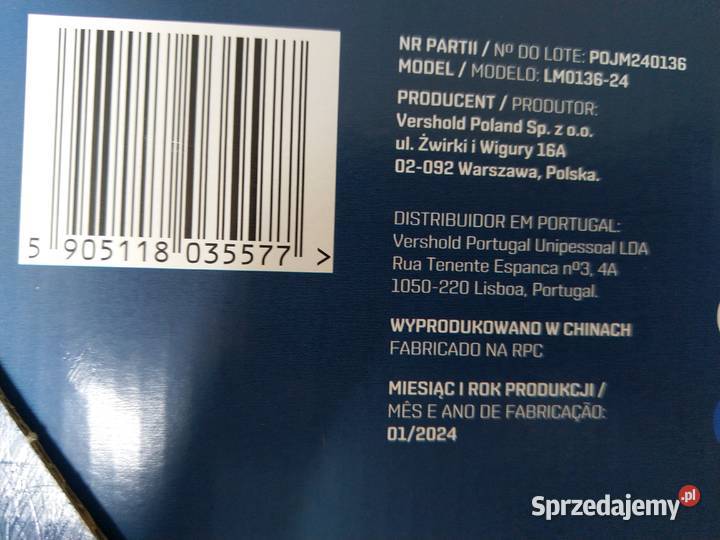 5 905118 035577 >
NR PARTII / Nº DO LOTE: POJM240136
MODEL / MODELO: LM0136-24
PRODUCENT / PRODUTOR:
Vershold Poland Sp. z o.o.
ul. Żwirki i Wigury 16A
02-092 Warszawa, Polska.
DISTRIBUIDOR EM PORTUGAL:
Vershold Portugal Unipessoal LDA
Rua Tenente Espanca nº3, 4A
1050-220 Lisboa, Portugal.
WYPRODUKOWANO W CHINACH
FABRICADO NA RPC
MIESIĄC I ROK PRODUKCJI /
MÊS E ANO DE FABRICAÇÃO:
01/2024
Sprzedajemy.pl